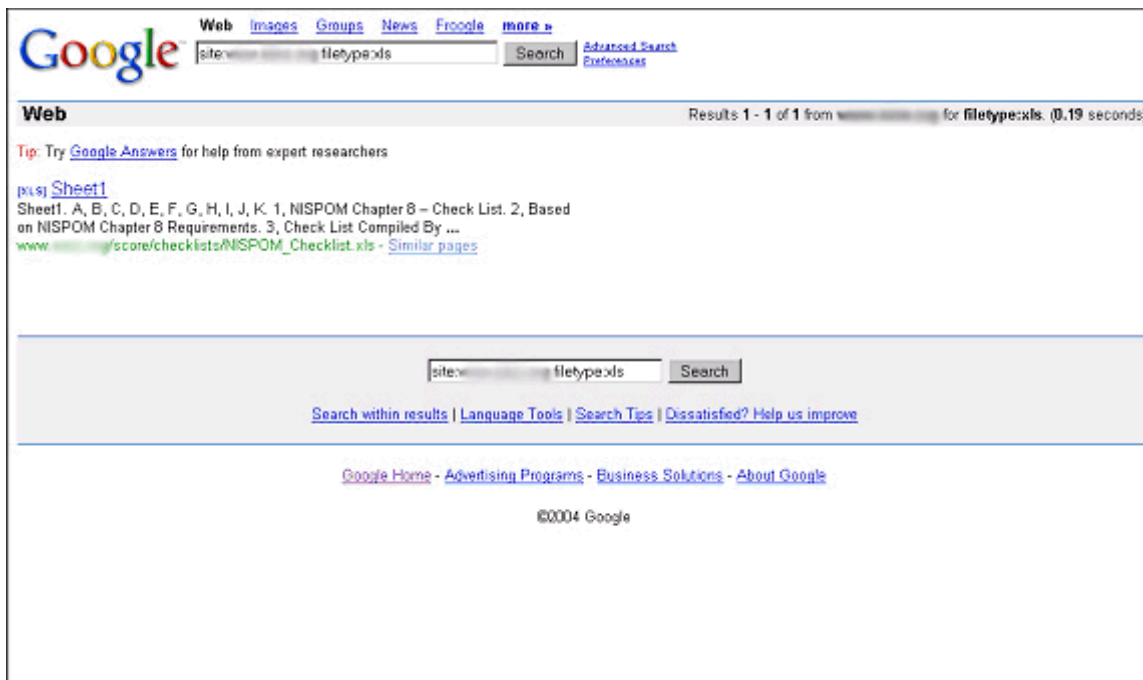 Web Images Groups News Froogle more »
Google™ site: filetype:xls Search Advanced Search
Preferences
Web Results 1 - 1 of 1 from for filetype:xls. (0.19 seconds
Tip: Try Google Answers for help from expert researchers
[XLS] Sheet1
Sheet1. A, B, C, D, E, F, G, H, I, J, K. 1, NISPOM Chapter 8 – Check List. 2, Based
on NISPOM Chapter 8 Requirements. 3, Check List Compiled By ...
www. /score/checklists/NISPOM_Checklist.xls - Similar pages
site: filetype:xls Search
Search within results | Language Tools | Search Tips | Dissatisfied? Help us improve
Google Home - Advertising Programs - Business Solutions - About Google
©2004 Google